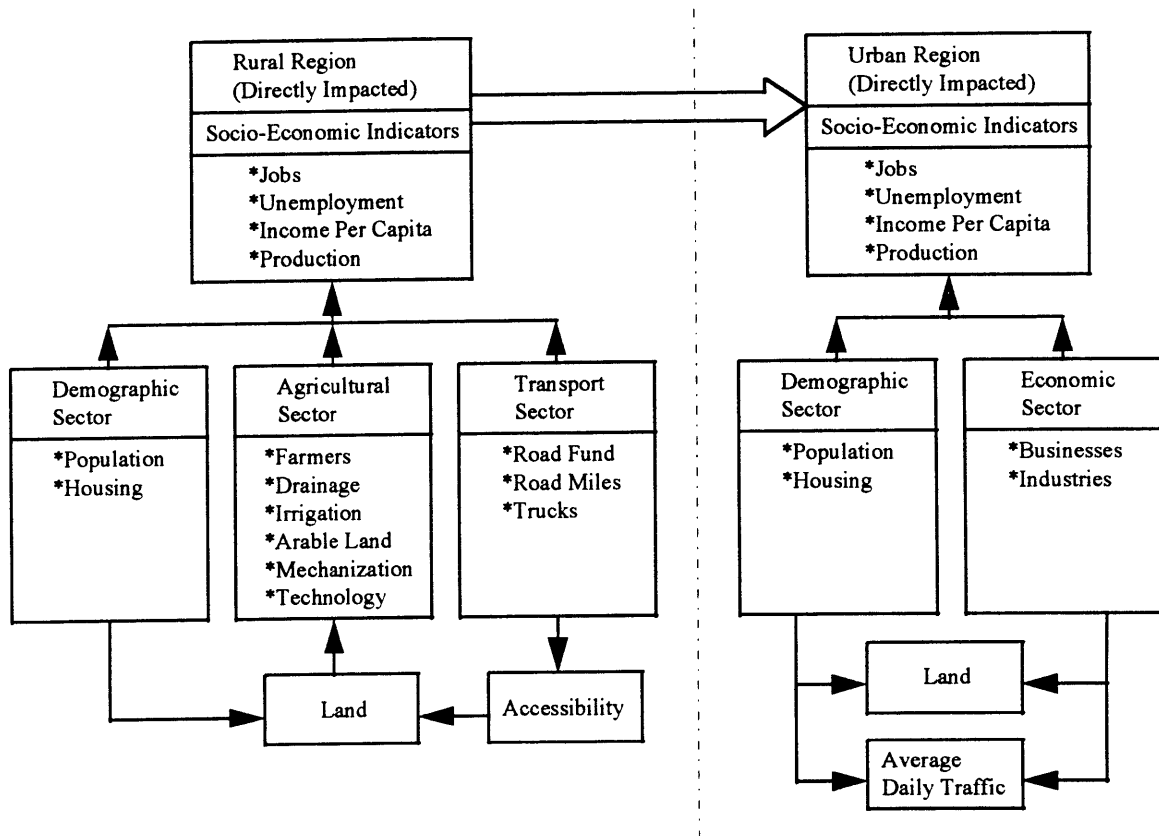 Rural Region
(Directly Impacted)
Socio-Economic Indicators
*Jobs
*Unemployment
*Income Per Capita
*Production
Demographic
Sector
*Population
*Housing
Agricultural
Sector
*Farmers
*Drainage
*Irrigation
*Arable Land
*Mechanization
*Technology
Transport
Sector
*Road Fund
*Road Miles
*Trucks
Land
Accessibility
Urban Region
(Directly Impacted)
Socio-Economic Indicators
*Jobs
*Unemployment
*Income Per Capita
*Production
Demographic
Sector
*Population
*Housing
Economic
Sector
*Businesses
*Industries
Land
Average
Daily Traffic